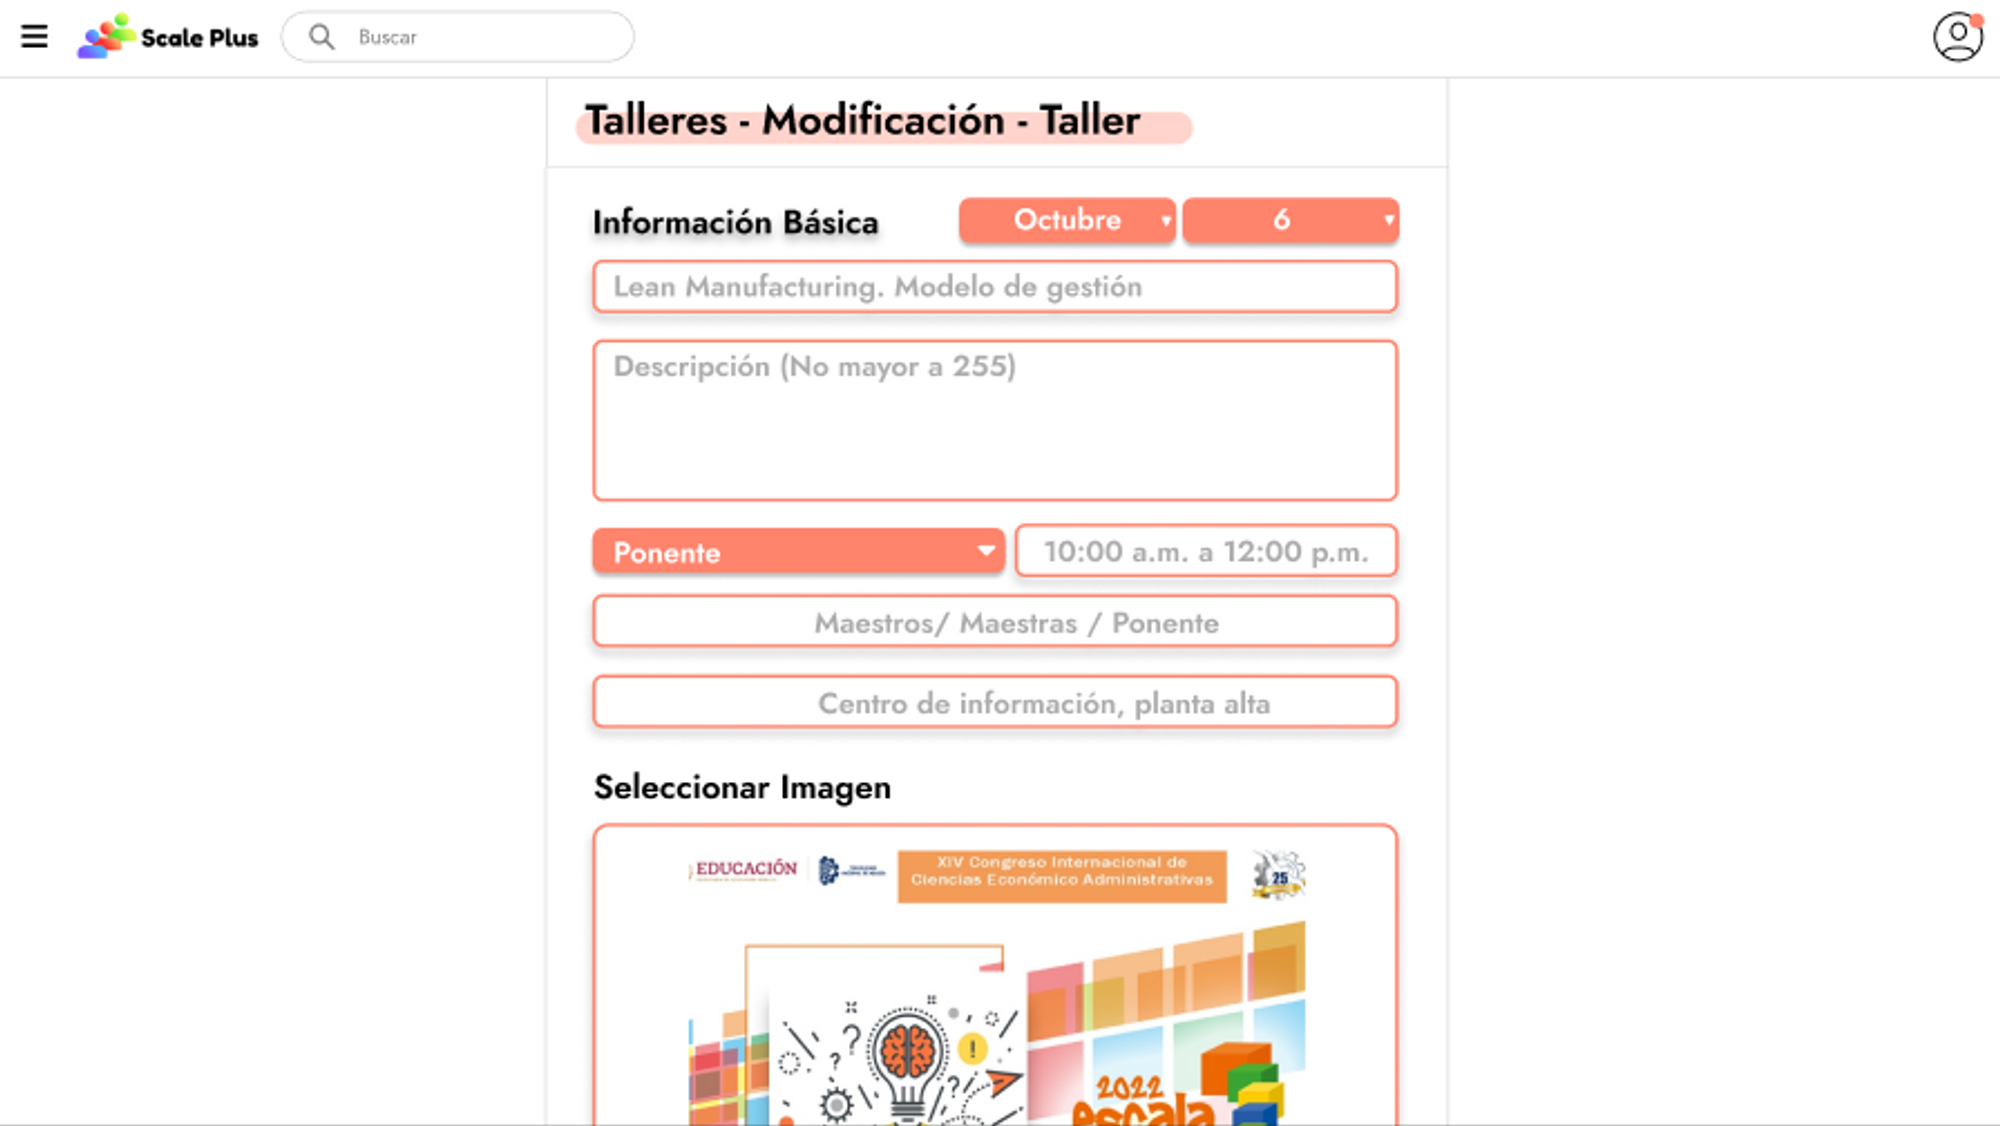 Scale Plus
Buscar
Talleres - Modificación - Taller
Información Básica
Octubre
6
Lean Manufacturing. Modelo de gestión
Descripción (No mayor a 255)
Ponente
10:00 a.m. a 12:00 p.m.
Maestros/ Maestras / Ponente
Centro de información, planta alta
Seleccionar Imagen
EDUCACIÓN
XIV Congreso Internacional de
Ciencias Económico Administrativas
25
2022
escala